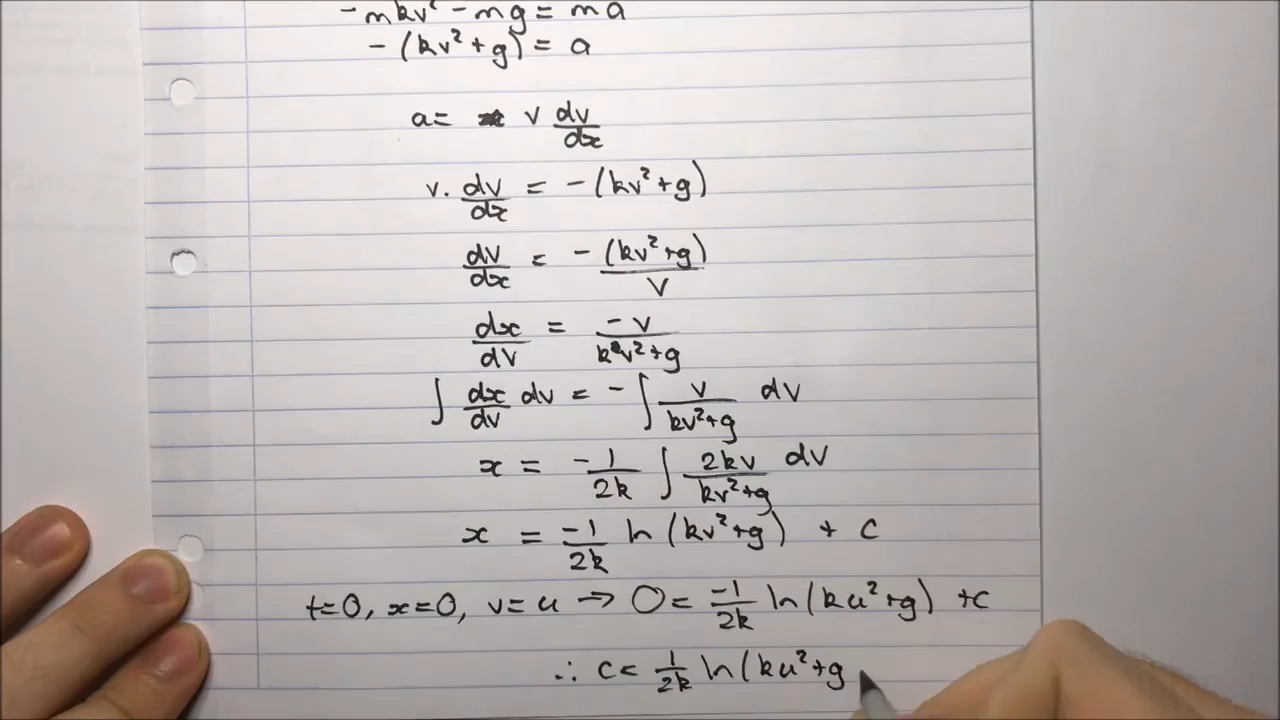 -mkv² - mg = ma
-(kv² + g) = a
a = v dv/dx
v. dv/dx = -(kv² + g)
dv/dx = -(kv² + g)/v
dx/dv = -v/kv² + g
∫ dx/dv dv = - ∫ v/kv² + g dv
x = -1/2k ∫ 2kv/kv² + g dv
x = -1/2k ln(kv² + g) + c
t=0, x=0, v=u → 0 = -1/2k ln(ku² + g) + c
∴ c = 1/2k ln(ku² + g